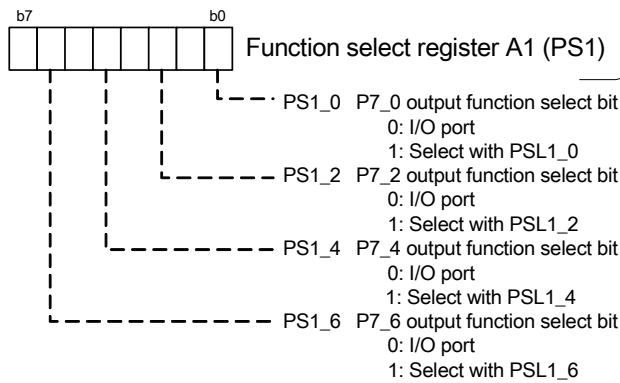 b7 b0
Function select register A1 (PS1)
PS1_0 P7_0 output function select bit
0: I/O port
1: Select with PSL1_0
PS1_2 P7_2 output function select bit
0: I/O port
1: Select with PSL1_2
PS1_4 P7_4 output function select bit
0: I/O port
1: Select with PSL1_4
PS1_6 P7_6 output function select bit
0: I/O port
1: Select with PSL1_6